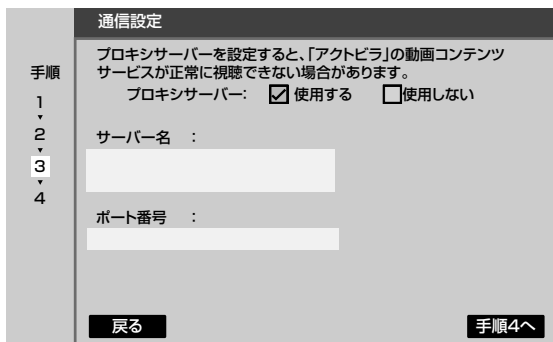 通信設定
プロキシサーバーを設定すると、「アクトビラ」の動画コンテンツ
サービスが正常に視聴できない場合があります。
手順
1
2
3
4
プロキシサーバー: 使用する 使用しない
サーバー名 :
ポート番号 :
戻る 手順4へ